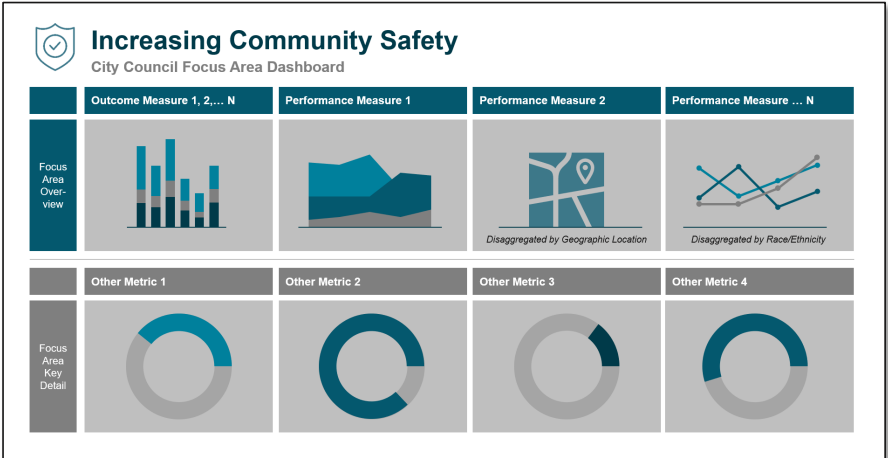 Increasing Community Safety
City Council Focus Area Dashboard
Outcome Measure 1, 2,... N
Performance Measure 1
Performance Measure 2
Performance Measure ... N
Focus
Area
Over-
view
Disaggregated by Geographic Location
Disaggregated by Race/Ethnicity
Other Metric 1
Other Metric 2
Other Metric 3
Other Metric 4
Focus
Area
Key
Detail